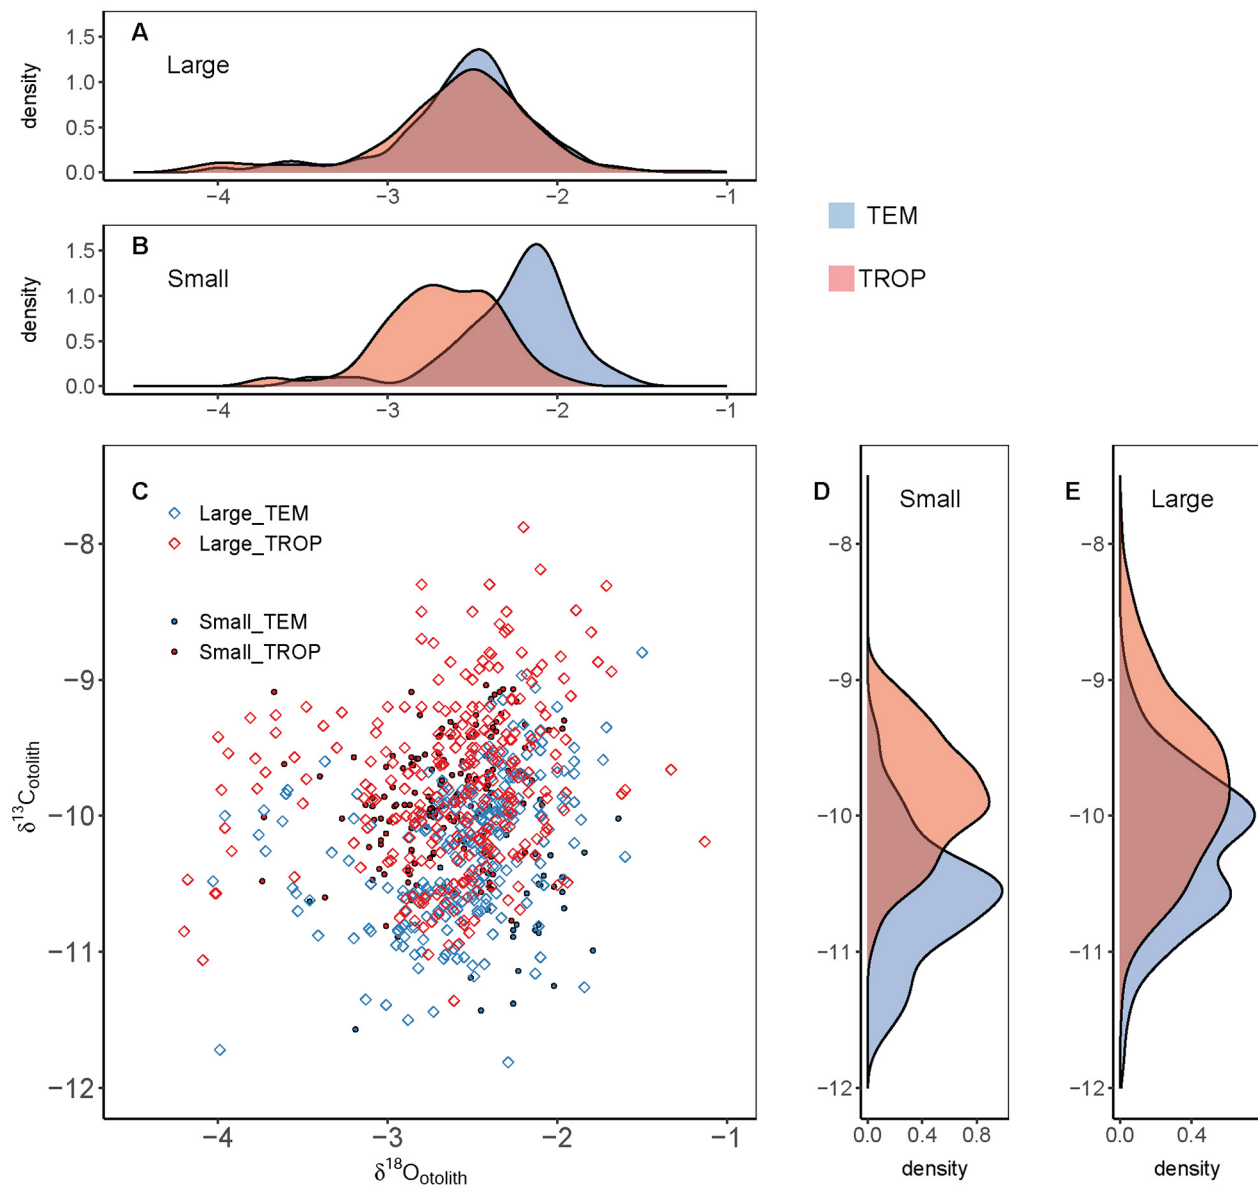 A
Large
density
1.5
1.0
0.5
0.0
−4 −3 −2 −1
B
Small
density
1.5
1.0
0.5
0.0
−4 −3 −2 −1
TEM
TROP
C
Large_TEM
Large_TROP
Small_TEM
Small_TROP
δ13Cotolith
−8
−9
−10
−11
−12
−4 −3 −2 −1
δ18Ootolith
D
Small
−8
−9
−10
−11
−12
0.0 0.4 0.8
density
E
Large
−8
−9
−10
−11
−12
0.0 0.4
density